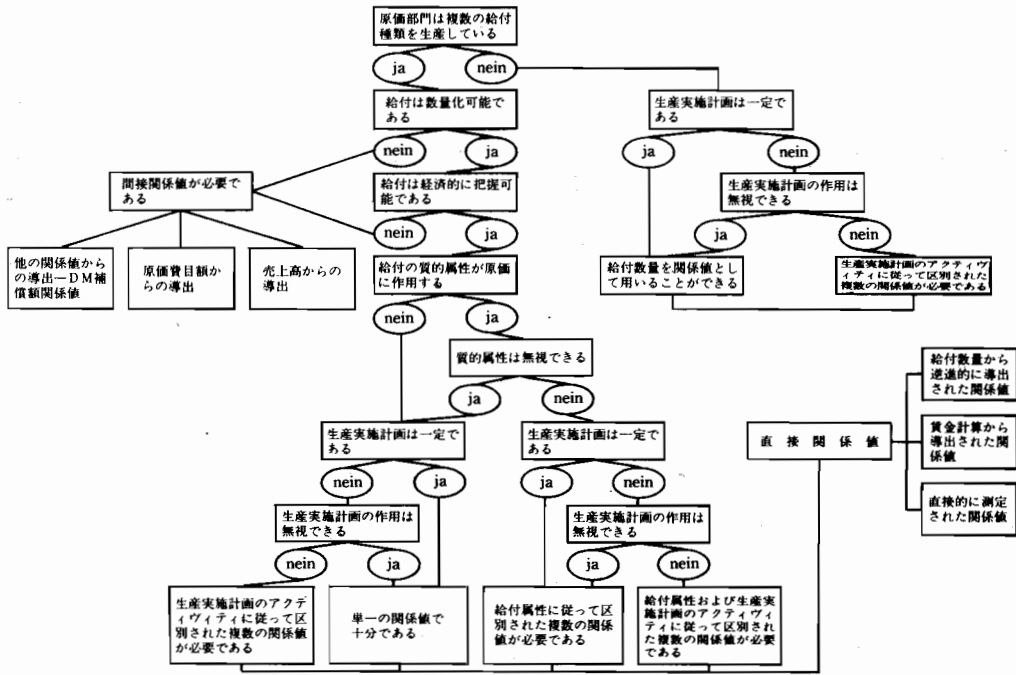 原価部門は複数の給付
種類を生産している
ja
nein
給付は数量化可能で
ある
生産実施計画は一定で
ある
nein
ja
ja
nein
間接関係値が必要で
ある
給付は経済的に把握可
能である
生産実施計画の作用は
無視できる
nein
ja
ja
nein
他の関係値から
の導出－DM補
償額関係値
原価費目額か
らの導出
売上高からの
導出
給付の質的属性が原価
に作用する
給付数量を関係値とし
て用いることができる
生産実施計画のアクティヴ
ィティに従って区別された
複数の関係値が必要である
nein
ja
質的属性は無視できる
給付数量から
逆進的に導出
された関係値
ja
nein
生産実施計画は一定で
ある
生産実施計画は一定で
ある
直接関係値
賃金計算から
導出された関
係値
nein
ja
ja
nein
直接的に測定
された関係値
生産実施計画の作用は
無視できる
生産実施計画の作用は
無視できる
nein
ja
ja
nein
生産実施計画のアクテ
ィヴィティに従って区
別された複数の関係値
が必要である
単一の関係値で
十分である
給付属性に従って区
別された複数の関係
値が必要である
給付属性および生産実
施計画のアクティヴィ
ティに従って区別され
た複数の関係値が必要
である